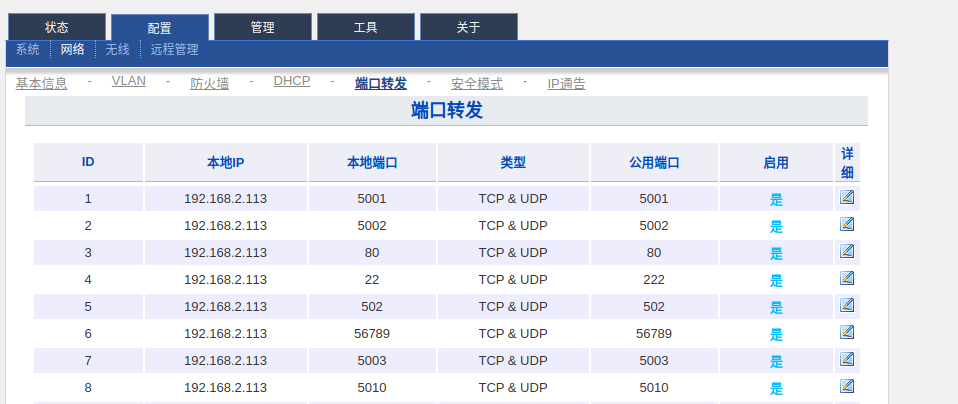 状态 配置 管理 工具 关于
系统 网络 无线 远程管理
基本信息 - VLAN - 防火墙 - DHCP - 端口转发 - 安全模式 - IP通告
端口转发
ID 本地IP 本地端口 类型 公用端口 启用 详细
1 192.168.2.113 5001 TCP & UDP 5001 是
2 192.168.2.113 5002 TCP & UDP 5002 是
3 192.168.2.113 80 TCP & UDP 80 是
4 192.168.2.113 22 TCP & UDP 222 是
5 192.168.2.113 502 TCP & UDP 502 是
6 192.168.2.113 56789 TCP & UDP 56789 是
7 192.168.2.113 5003 TCP & UDP 5003 是
8 192.168.2.113 5010 TCP & UDP 5010 是